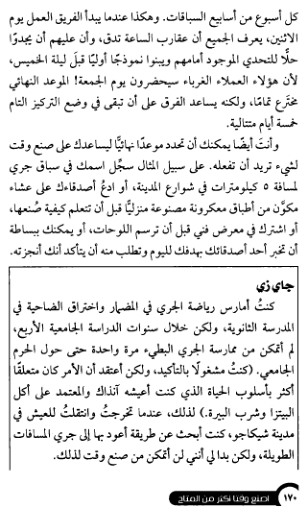 كل أسبوع من أسابيع السباقات. وهكذا عندما يبدأ الفريق العمل يوم
الاثنين، يعرف الجميع أن عقارب الساعة تدق، وأن عليهم أن يجدوا
حلًّا للتحدي الموجود أمامهم ويبنوا نموذجًا أوليًّا قبل ليلة الخميس،
لأن هؤلاء العملاء الغرباء سيحضرون يوم الجمعة! الموعد النهائي
مخترَع تمامًا، ولكنه يساعد الفرق على أن تبقى في وضع التركيز التام
خمسة أيام متتالية.
وأنتَ أيضًا يمكنك أن تحدد موعدًا نهائيًّا ليساعدك على صنع وقت
لشيء تريد أن تفعله. على سبيل المثال سجِّل اسمك في سباق جري
لمسافة ٥ كيلومترات في شوارع المدينة، أو ادعُ أصدقاءك على عشاء
مكوَّن من أطباق معكرونة مصنوعة منزليًّا قبل أن تتعلم كيفية صُنعها،
أو اشترك في معرض فني قبل أن ترسم اللوحات، أو يمكنك ببساطة
أن تخبر أحد أصدقائك بهدفك لليوم وتطلب منه أن يتأكد أنك أنجزته.
جاي زي
كنتُ أمارس رياضة الجري في المضمار واختراق الضاحية في
المدرسة الثانوية، ولكن خلال سنوات الدراسة الجامعية الأربع،
لم أتمكن من ممارسة الجري البطيء مرة واحدة حتى حول الحرم
الجامعي. (كنتُ مشغولًا بالتأكيد، ولكن أعتقد أن الأمر كان متعلقًا
أكثر بأسلوب الحياة الذي كنت أعيشه آنذاك والمعتمد على أكل
البيتزا وشرب البيرة.) لذلك، عندما تخرجتُ وانتقلتُ للعيش في
مدينة شيكاجو، كنت أبحث عن طريقة أعود بها إلى جري المسافات
الطويلة، ولكن بدا لي أنني لن أتمكن من صنع وقت لذلك.
١٧٠ اصنع وقتًا أكثر من المتاح